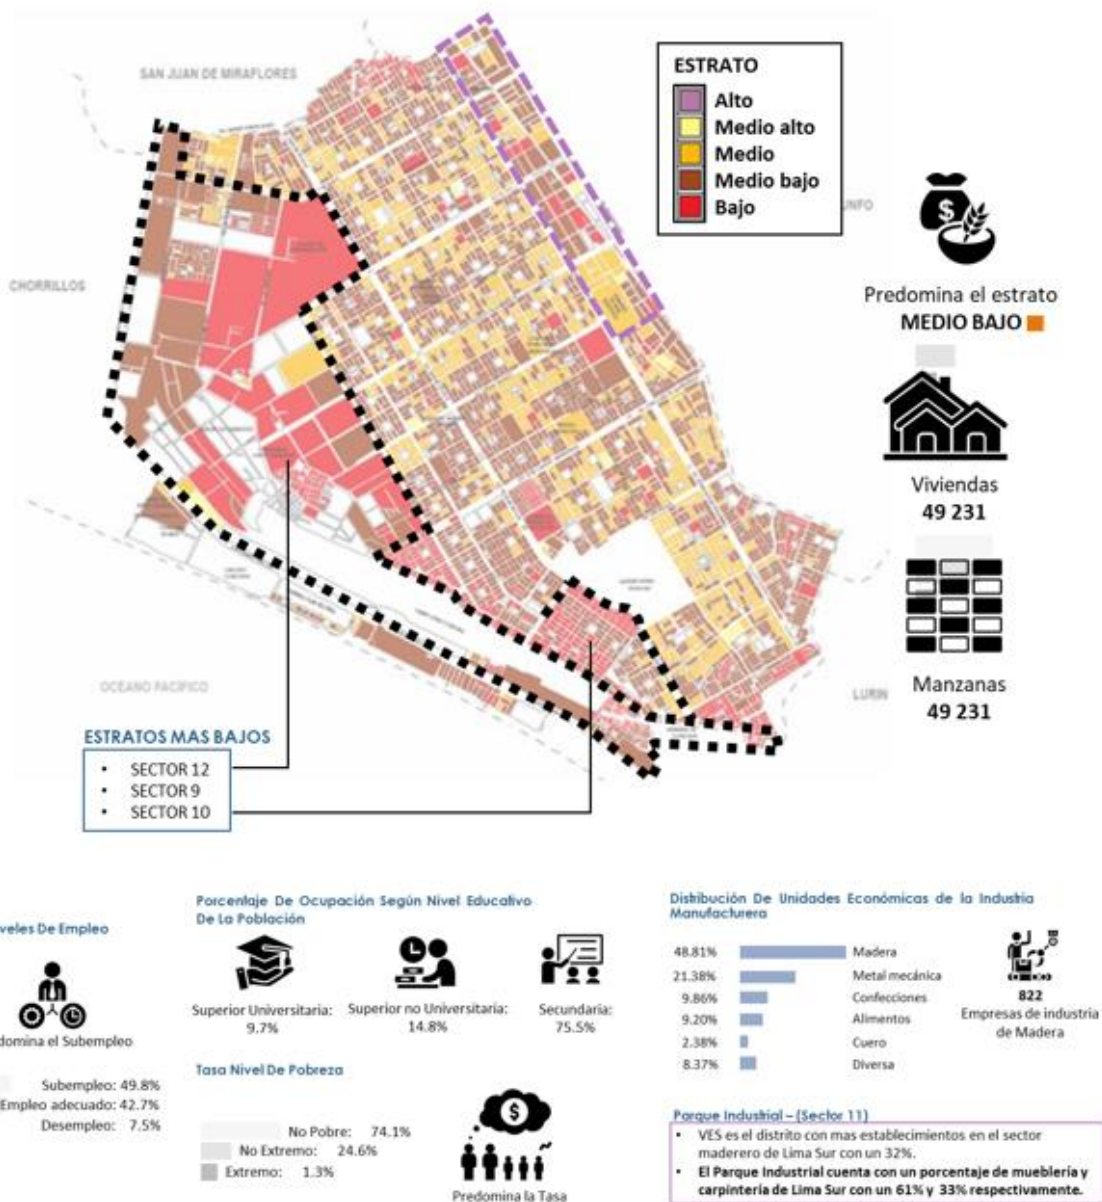 SAN JUAN DE MIRAFLORES
ESTRATO
Alto
Medio alto
Medio
Medio bajo
Bajo
UNFO
CHORRILLOS
Predomina el estrato
MEDIO BAJO
Viviendas
49 231
Manzanas
49 231
LURIN
OCEANO PACIFICO
ESTRATOS MAS BAJOS
• SECTOR 12
• SECTOR 9
• SECTOR 10
veles De Empleo
domina el Subempleo
Subempleo: 49.8%
Empleo adecuado: 42.7%
Desempleo: 7.5%
Porcentaje De Ocupación Según Nivel Educativo
De La Población
Superior Universitaria:
9.7%
Superior no Universitaria:
14.8%
Secundaria:
75.5%
Tasa Nivel De Pobreza
No Pobre: 74.1%
No Extremo: 24.6%
Extremo: 1.3%
Predomina la Tasa
Distribución De Unidades Económicas de la Industria
Manufacturera
48.81% Madera
21.38% Metal mecánica
9.86% Confecciones
9.20% Alimentos
2.38% Cuero
8.37% Diversa
822
Empresas de industria
de Madera
Parque Industrial – (Sector 11)
• VES es el distrito con mas establecimientos en el sector
maderero de Lima Sur con un 32%.
• El Parque Industrial cuenta con un porcentaje de mueblería y
carpintería de Lima Sur con un 61% y 33% respectivamente.